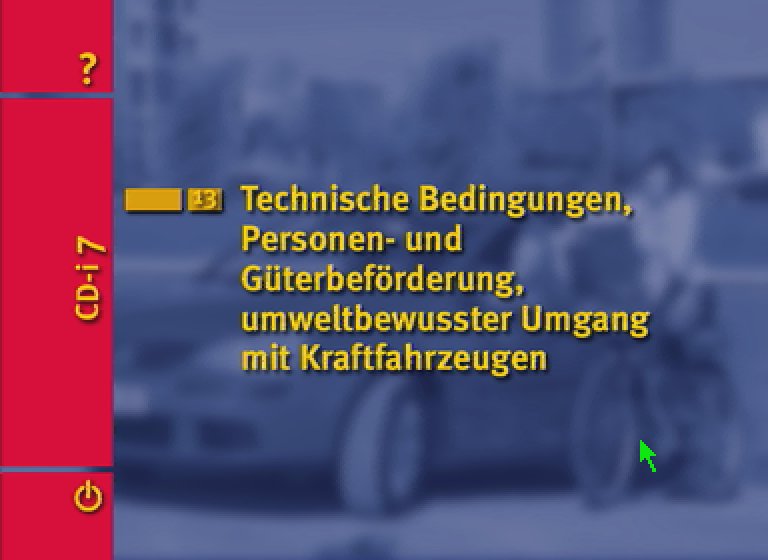 ?
CD-i 7
13 Technische Bedingungen,
Personen- und
Güterbeförderung,
umweltbewusster Umgang
mit Kraftfahrzeugen